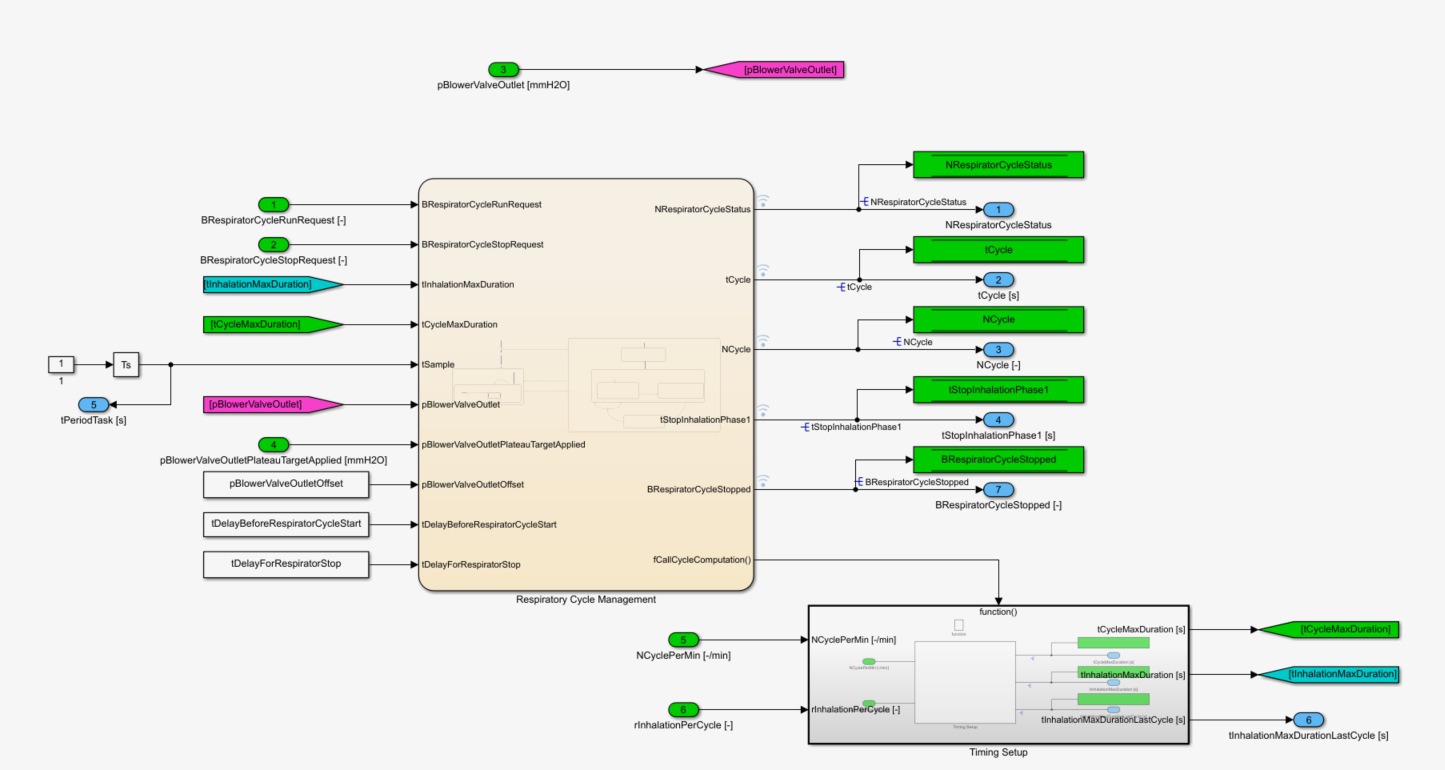 3
[pBlowerValveOutlet]
pBlowerValveOutlet [mmH2O]
NRespiratorCycleStatus
1
BRespiratorCycleRunRequest
NRespiratorCycleStatus
NRespiratorCycleStatus
1
BRespiratorCycleRunRequest [-]
NRespiratorCycleStatus
2
BRespiratorCycleStopRequest
tCycle
BRespiratorCycleStopRequest [-]
[tInhalationMaxDuration]
tInhalationMaxDuration
tCycle
2
tCycle
tCycle [s]
[tCycleMaxDuration]
tCycleMaxDuration
NCycle
NCycle
NCycle
3
NCycle [-]
1
Ts
tSample
1
5
tPeriodTask [s]
[pBlowerValveOutlet]
pBlowerValveOutlet
tStopInhalationPhase1
tStopInhalationPhase1
tStopInhalationPhase1
4
tStopInhalationPhase1 [s]
4
pBlowerValveOutletPlateauTargetApplied
pBlowerValveOutletPlateauTargetApplied [mmH2O]
BRespiratorCycleStopped
pBlowerValveOutletOffset
pBlowerValveOutletOffset
BRespiratorCycleStopped
BRespiratorCycleStopped
7
BRespiratorCycleStopped [-]
tDelayBeforeRespiratorCycleStart
tDelayBeforeRespiratorCycleStart
tDelayForRespiratorStop
tDelayForRespiratorStop
fCallCycleComputation()
Respiratory Cycle Management
function()
5
NCyclePerMin [-/min]
NCyclePerMin [-/min]
tCycleMaxDuration [s]
[tCycleMaxDuration]
tInhalationMaxDuration [s]
[tInhalationMaxDuration]
6
rInhalationPerCycle [-]
rInhalationPerCycle [-]
tInhalationMaxDurationLastCycle [s]
6
tInhalationMaxDurationLastCycle [s]
Timing Setup
Timing Setup